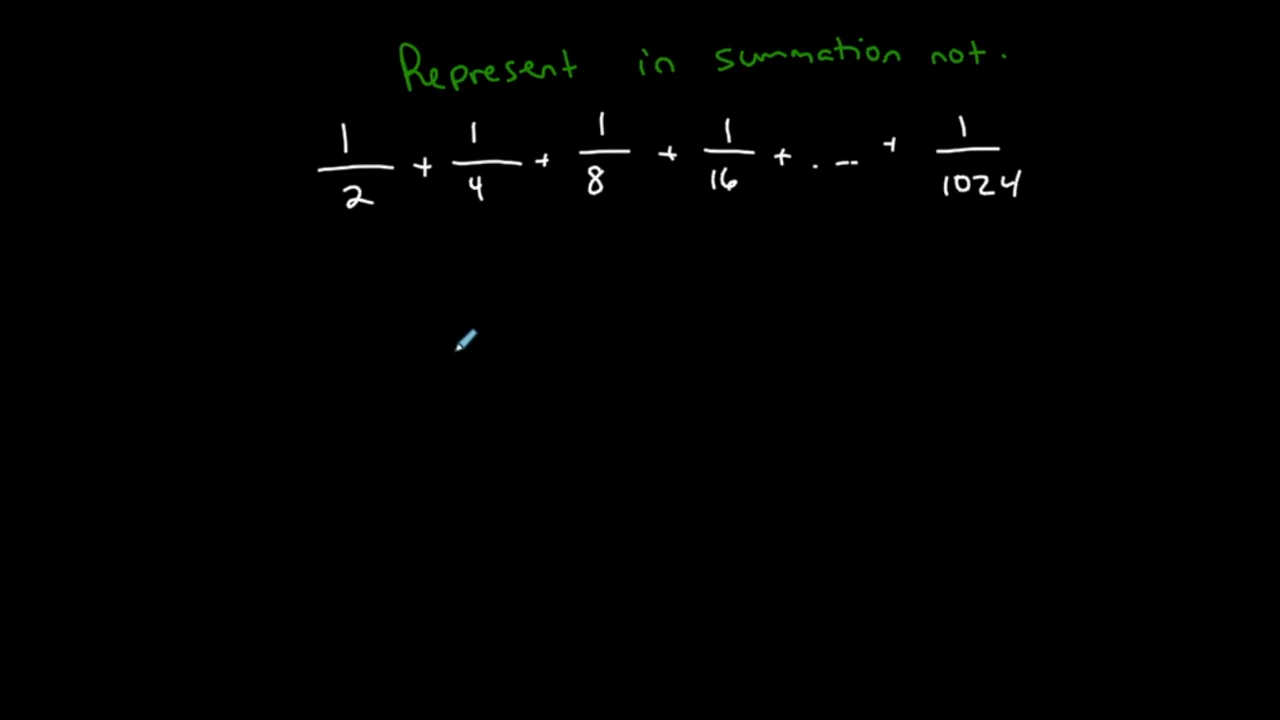 Represent in summation not.
1/2 + 1/4 + 1/8 + 1/16 + . -- + 1/1024